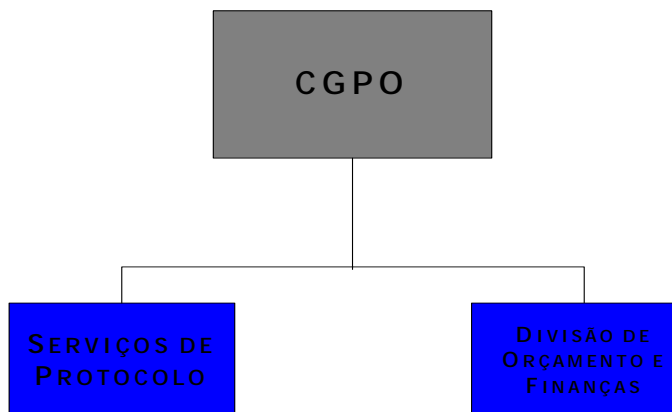 CGPO
SERVIÇOS DE
PROTOCOLO
DIVISÃO DE
ORÇAMENTO E
FINANÇAS